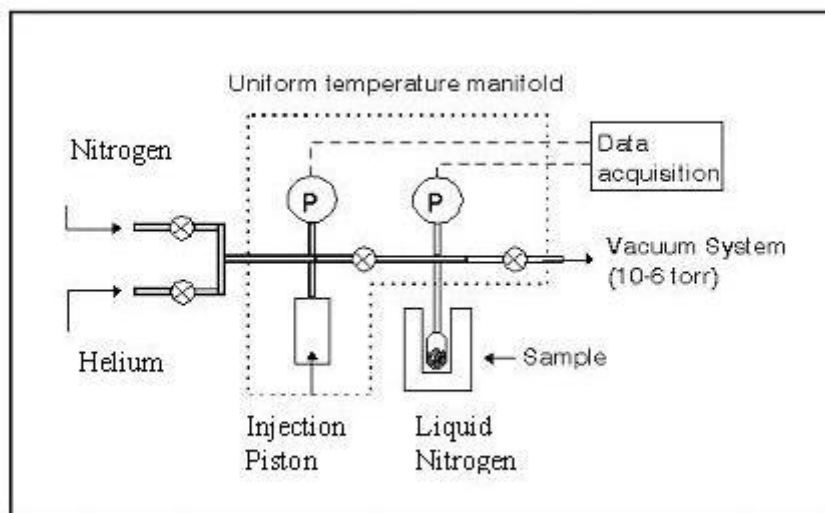 Uniform temperature manifold
Nitrogen
Data
acquisition
P
P
Vacuum System
(10-6 torr)
Helium
Sample
Injection
Piston
Liquid
Nitrogen